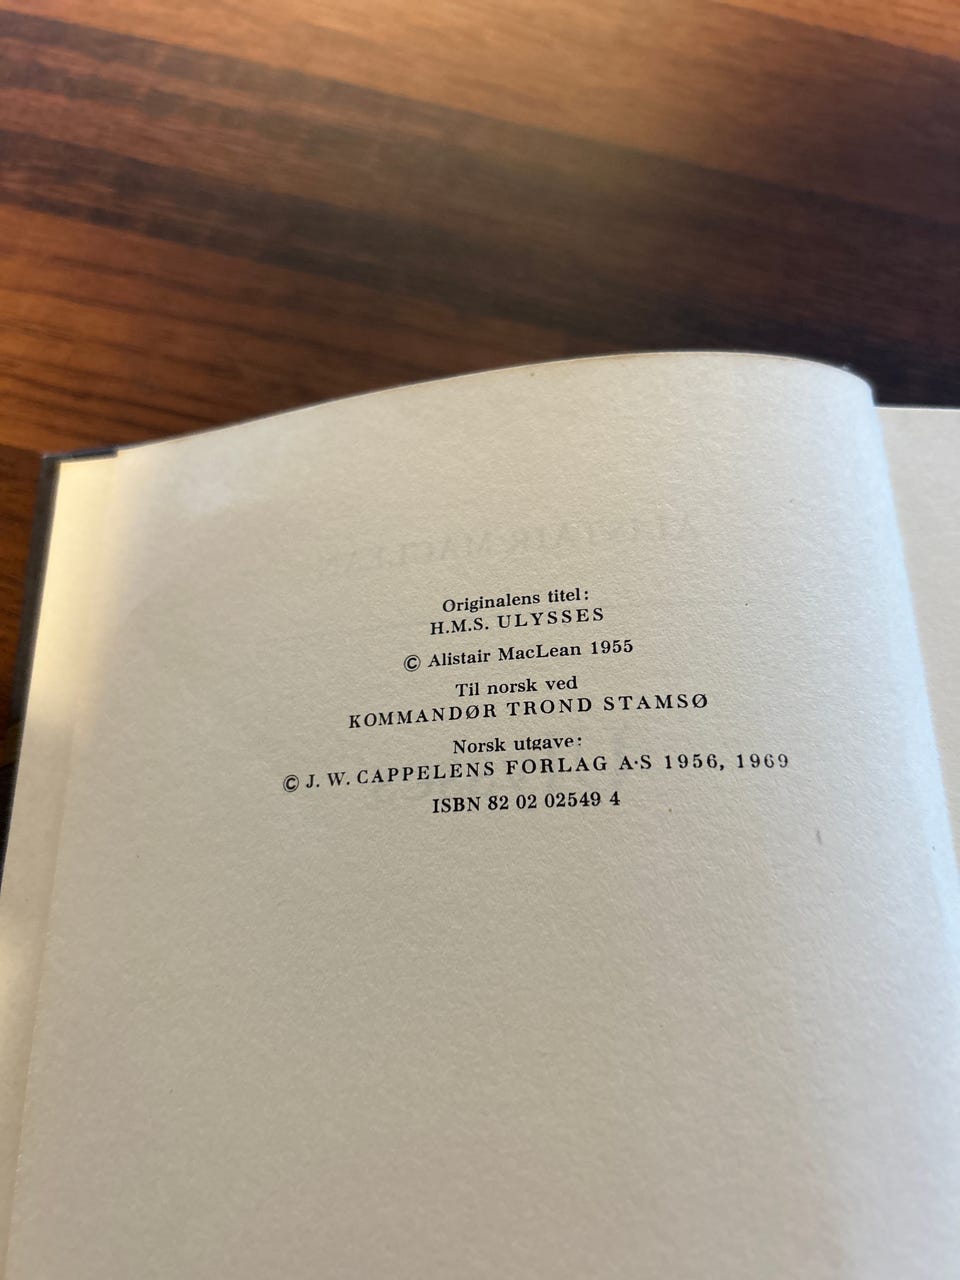 Originalens titel:
H.M.S. ULYSSES
© Alistair MacLean 1955
Til norsk ved
KOMMANDØR TROND STAMSØ
Norsk utgave:
© J. W. CAPPELENS FORLAG A·S 1956, 1969
ISBN 82 02 02549 4